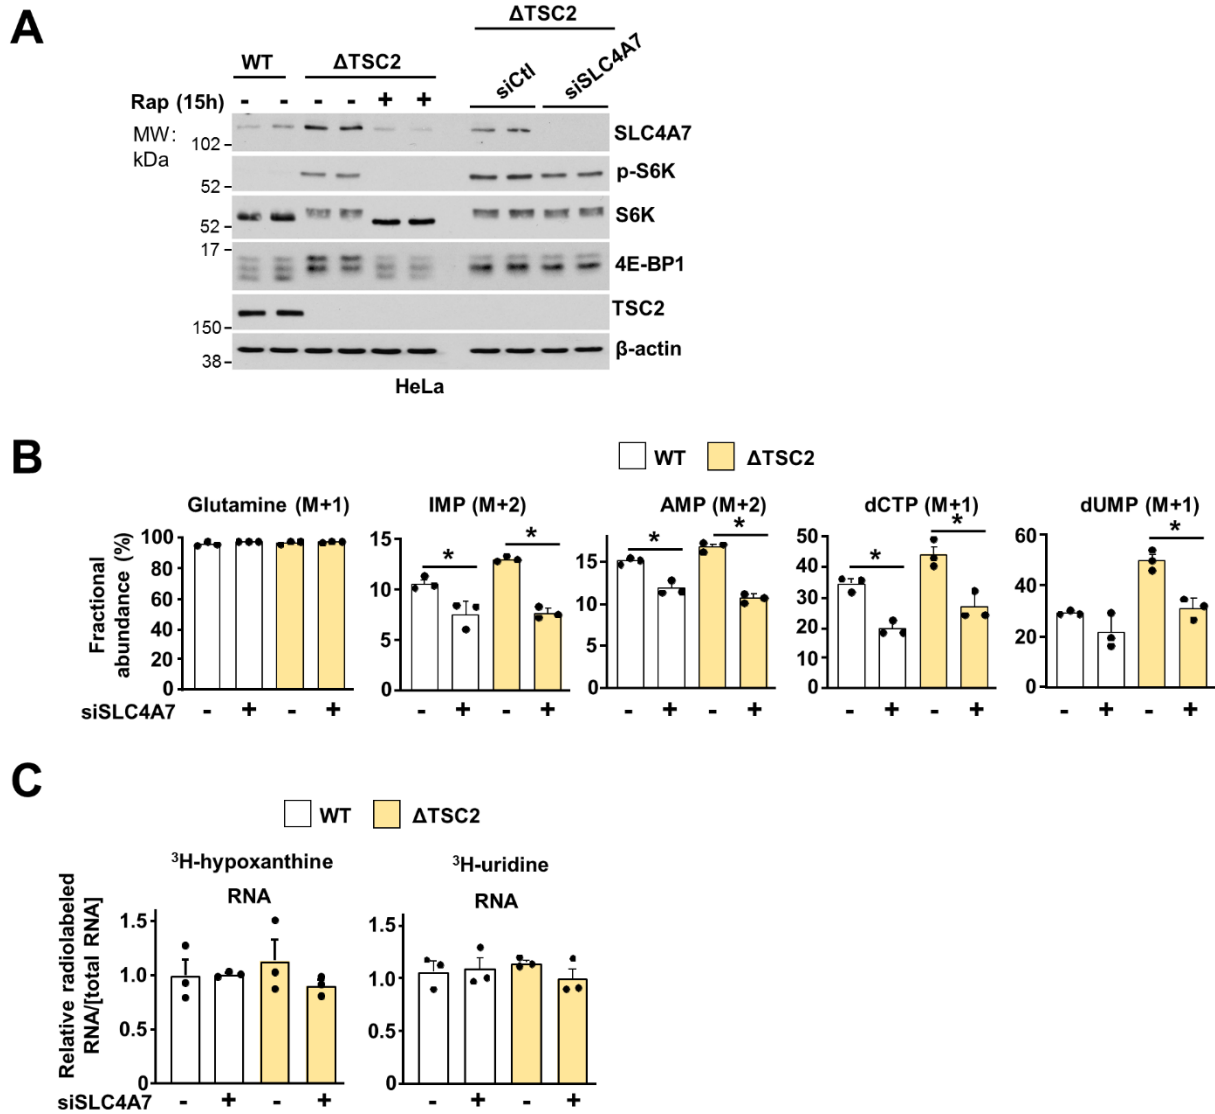 A
ΔTSC2
WT ΔTSC2 siCtl siSLC4A7
Rap (15h) - - - - + +
MW: kDa
102 SLC4A7
52 p-S6K
52 S6K
17 4E-BP1
150 TSC2
38 β-actin
HeLa
B
WT ΔTSC2
Glutamine (M+1) IMP (M+2) AMP (M+2) dCTP (M+1) dUMP (M+1)
* * * * * * *
Fractional abundance (%)
100 80 60 40 20 0
15 10 5 0
15 10 5 0
50 40 30 20 10 0
60 40 20 0
siSLC4A7 - + - + - + - + - + - + - + - + - + - +
C
WT ΔTSC2
³H-hypoxanthine ³H-uridine
RNA RNA
Relative radiolabeled
RNA/[total RNA]
1.5 1.0 0.5 0
1.5 1.0 0.5 0
siSLC4A7 - + - + - + - +